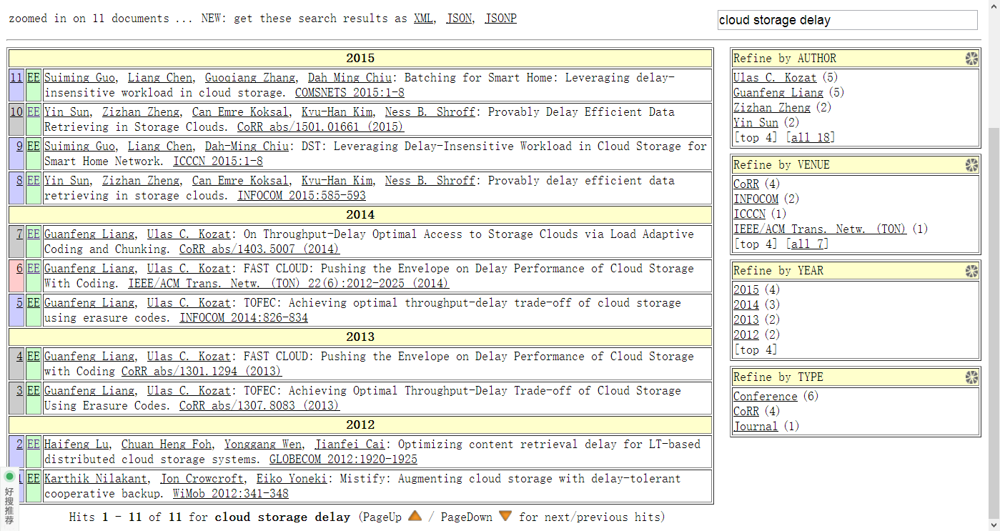 zoomed in on 11 documents ... NEW: get these search results as XML, JSON, JSONP
cloud storage delay
2015
11 EE Suiming Guo, Liang Chen, Guoqiang Zhang, Dah Ming Chiu: Batching for Smart Home: Leveraging delay-
insensitive workload in cloud storage. COMSNETS 2015:1-8
10 EE Yin Sun, Zizhan Zheng, Can Emre Koksal, Kyu-Han Kim, Ness B. Shroff: Provably Delay Efficient Data
Retrieving in Storage Clouds. CoRR abs/1501.01661 (2015)
9 EE Suiming Guo, Liang Chen, Dah-Ming Chiu: DST: Leveraging Delay-Insensitive Workload in Cloud Storage for
Smart Home Network. ICCCN 2015:1-8
8 EE Yin Sun, Zizhan Zheng, Can Emre Koksal, Kyu-Han Kim, Ness B. Shroff: Provably delay efficient data
retrieving in storage clouds. INFOCOM 2015:585-593
2014
7 EE Guanfeng Liang, Ulas C. Kozat: On Throughput-Delay Optimal Access to Storage Clouds via Load Adaptive
Coding and Chunking. CoRR abs/1403.5007 (2014)
6 EE Guanfeng Liang, Ulas C. Kozat: FAST CLOUD: Pushing the Envelope on Delay Performance of Cloud Storage
With Coding. IEEE/ACM Trans. Netw. (TON) 22(6):2012-2025 (2014)
5 EE Guanfeng Liang, Ulas C. Kozat: TOFEC: Achieving optimal throughput-delay trade-off of cloud storage
using erasure codes. INFOCOM 2014:826-834
2013
4 EE Guanfeng Liang, Ulas C. Kozat: FAST CLOUD: Pushing the Envelope on Delay Performance of Cloud Storage
with Coding CoRR abs/1301.1294 (2013)
3 EE Guanfeng Liang, Ulas C. Kozat: TOFEC: Achieving Optimal Throughput-Delay Trade-off of Cloud Storage
Using Erasure Codes. CoRR abs/1307.8083 (2013)
2012
2 EE Haifeng Lu, Chuan Heng Foh, Yonggang Wen, Jianfei Cai: Optimizing content retrieval delay for LT-based
distributed cloud storage systems. GLOBECOM 2012:1920-1925
1 EE Karthik Nilakant, Jon Crowcroft, Eiko Yoneki: Mistify: Augmenting cloud storage with delay-tolerant
cooperative backup. WiMob 2012:341-348
Hits 1 - 11 of 11 for cloud storage delay (PageUp / PageDown for next/previous hits)
好搜推荐
Refine by AUTHOR
Ulas C. Kozat (5)
Guanfeng Liang (5)
Zizhan Zheng (2)
Yin Sun (2)
[top 4] [all 18]
Refine by VENUE
CoRR (4)
INFOCOM (2)
ICCCN (1)
IEEE/ACM Trans. Netw. (TON) (1)
[top 4] [all 7]
Refine by YEAR
2015 (4)
2014 (3)
2013 (2)
2012 (2)
[top 4]
Refine by TYPE
Conference (6)
CoRR (4)
Journal (1)